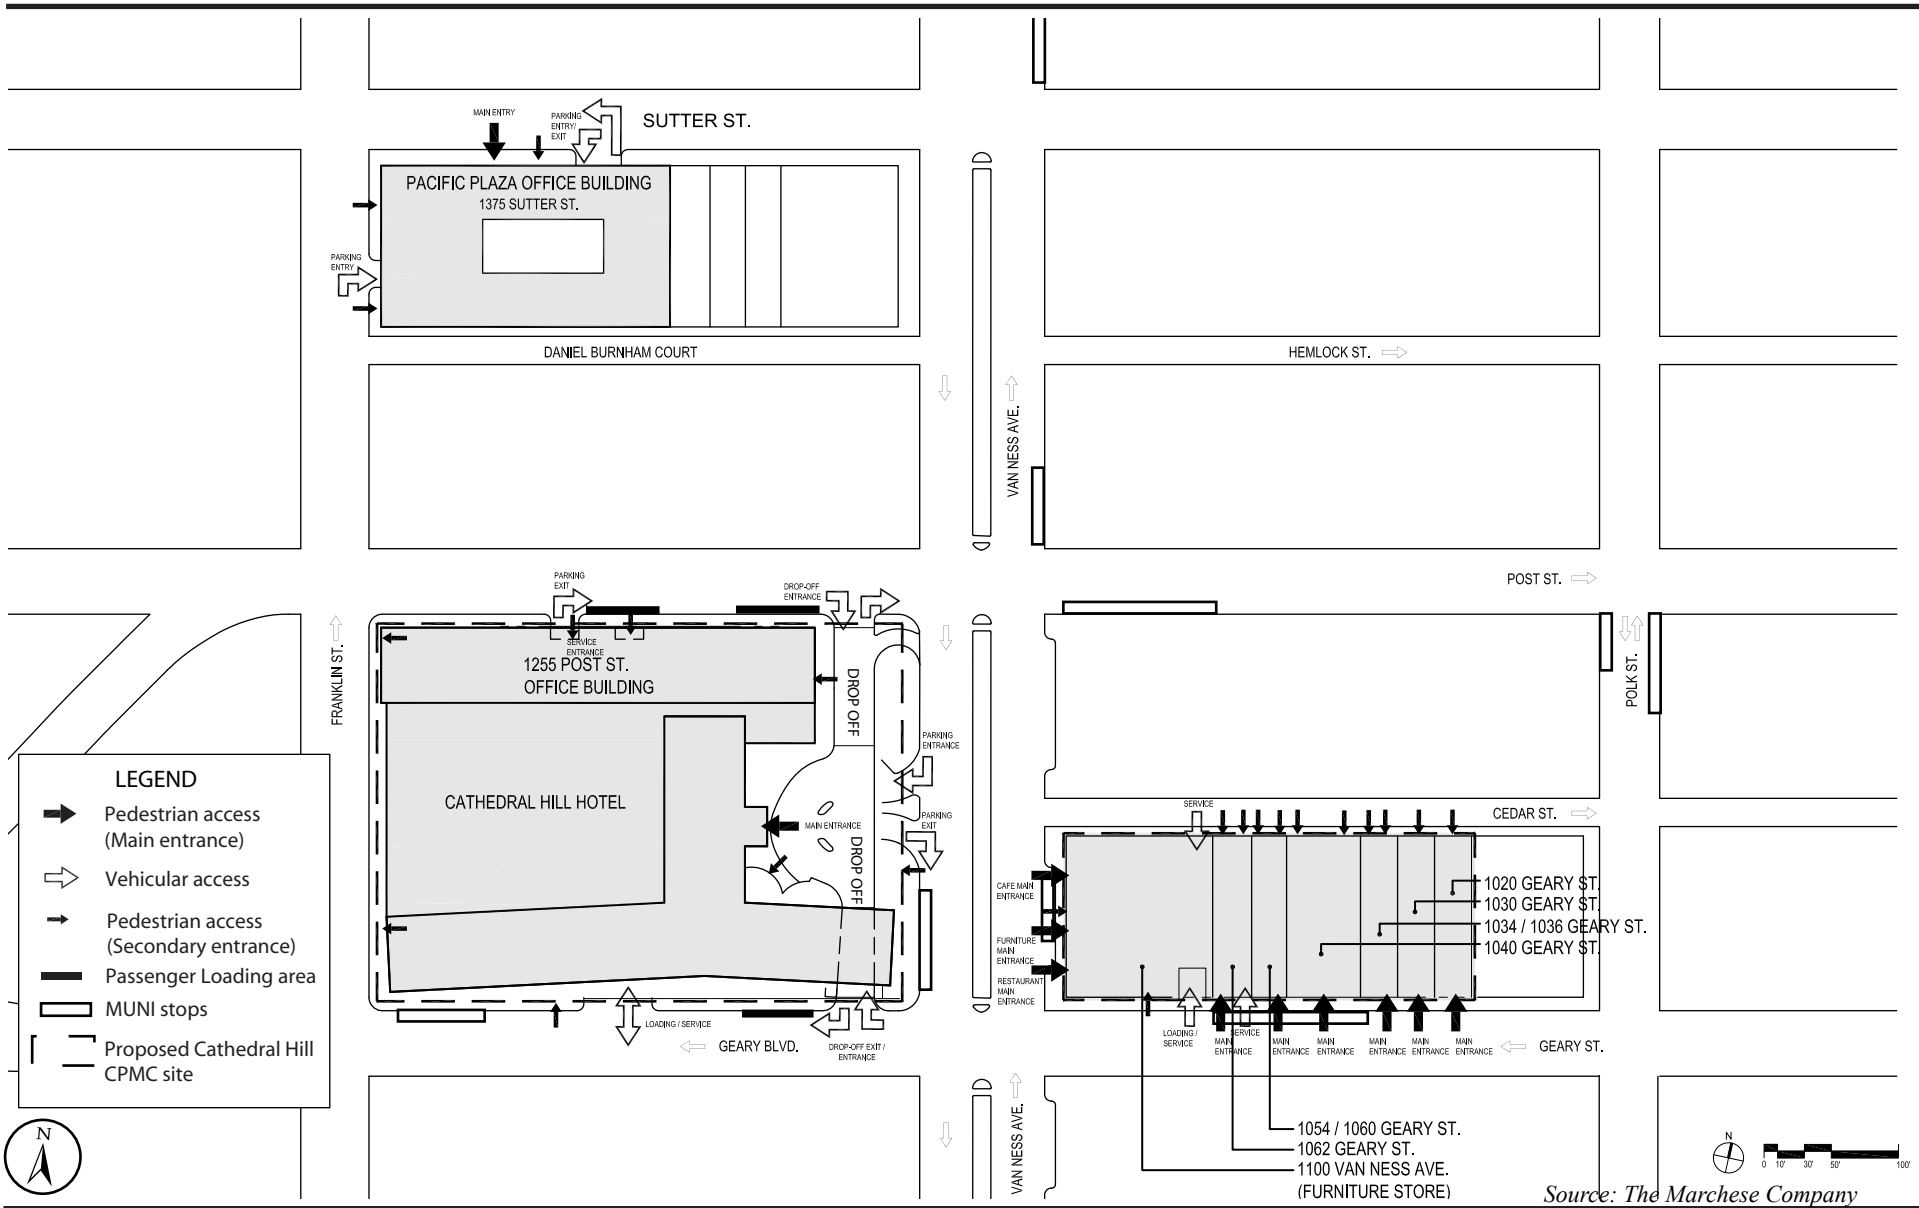 MAIN ENTRY
PARKING
ENTRY/
EXIT
SUTTER ST.
PACIFIC PLAZA OFFICE BUILDING
1375 SUTTER ST.
PARKING
ENTRY
DANIEL BURNHAM COURT
HEMLOCK ST.
VAN NESS AVE.
POST ST.
PARKING
EXIT
DROP-OFF
ENTRANCE
SERVICE
ENTRANCE
1255 POST ST.
OFFICE BUILDING
DROP OFF
FRANKLIN ST.
POLK ST.
PARKING
ENTRANCE
CATHEDRAL HILL HOTEL
MAIN ENTRANCE
PARKING
EXIT
DROP OFF
SERVICE
CEDAR ST.
CAFE MAIN
ENTRANCE
FURNITURE
MAIN
ENTRANCE
RESTAURANT
MAIN
ENTRANCE
1020 GEARY ST.
1030 GEARY ST.
1034 / 1036 GEARY ST.
1040 GEARY ST.
LOADING / SERVICE
GEARY BLVD.
DROP-OFF EXIT /
ENTRANCE
LOADING /
SERVICE
MAIN
ENTRANCE
SERVICE
MAIN
ENTRANCE
MAIN
ENTRANCE
MAIN
ENTRANCE
MAIN
ENTRANCE
MAIN
ENTRANCE
GEARY ST.
VAN NESS AVE.
1054 / 1060 GEARY ST.
1062 GEARY ST.
1100 VAN NESS AVE.
(FURNITURE STORE)
LEGEND
Pedestrian access
(Main entrance)
Vehicular access
Pedestrian access
(Secondary entrance)
Passenger Loading area
MUNI stops
Proposed Cathedral Hill
CPMC site
N
N
0 10' 30' 50' 100'
Source: The Marchese Company